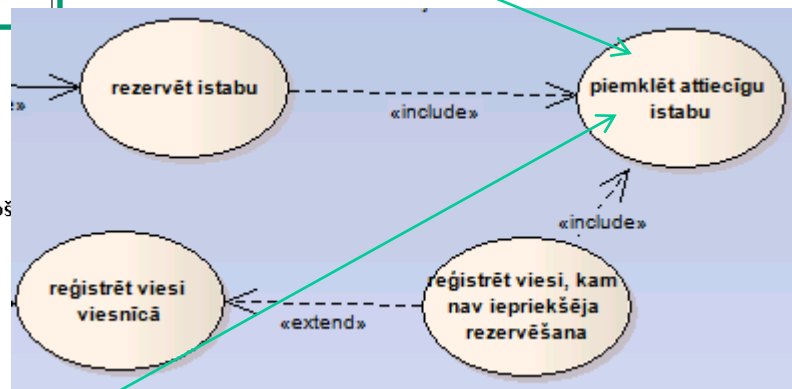 rezervēt istabu
piemklēt attiecīgu
istabu
«include»
«include»
reģistrēt viesi
viesnīcā
reģistrēt viesi, kam
nav iepriekšēja
rezervēšana
«extend»